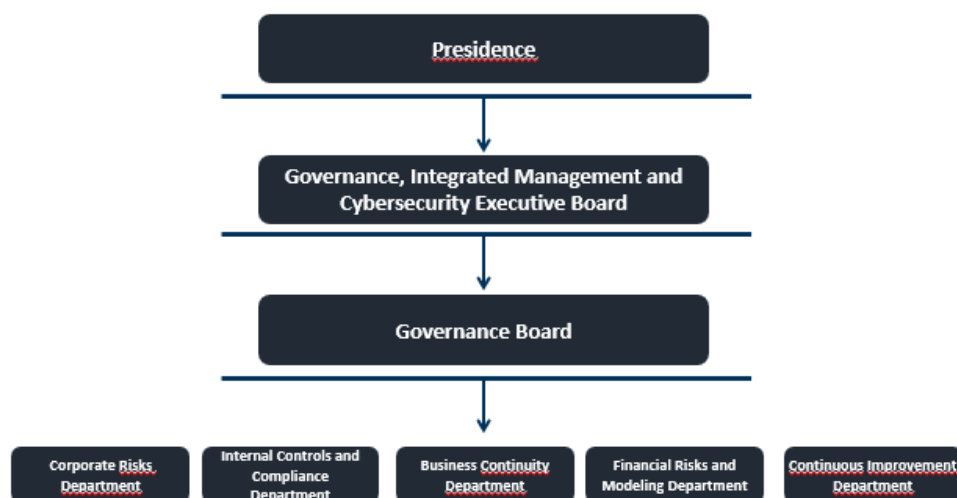 Presidence
Governance, Integrated Management and
Cybersecurity Executive Board
Governance Board
Corporate Risks
Department
Internal Controls and
Compliance
Department
Business Continuity
Department
Financial Risks and
Modeling Department
Continuous Improvement
Department